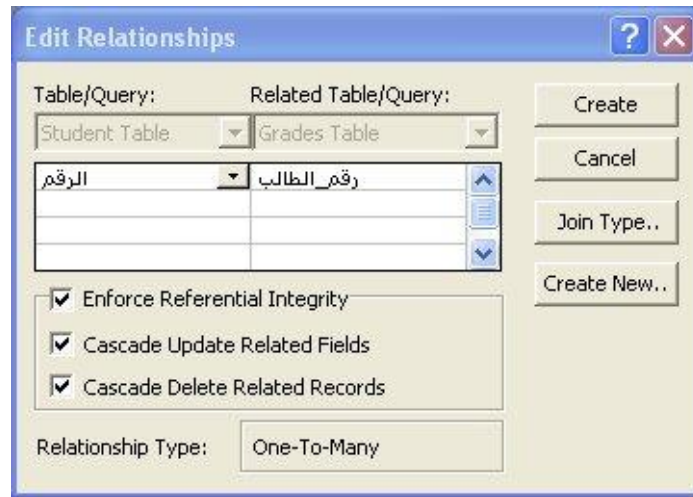 Edit Relationships
Table/Query: Related Table/Query:
Student Table Grades Table
الرقم رقم_الطالب
Enforce Referential Integrity
Cascade Update Related Fields
Cascade Delete Related Records
Relationship Type: One-To-Many
Create
Cancel
Join Type..
Create New..